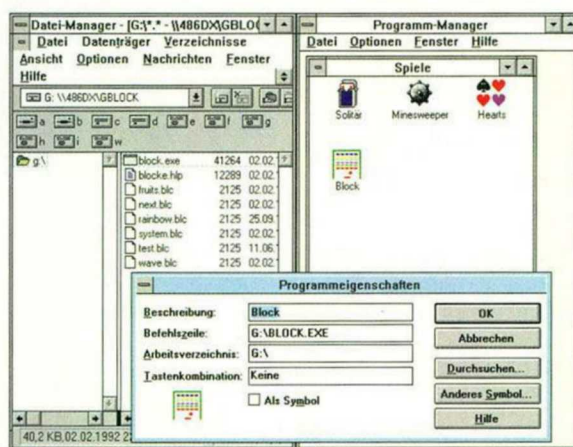 Datei-Manager - [G:\*.* - \\486DX\GBLO
Datei Datenträger Verzeichnisse
Ansicht Optionen Nachrichten Fenster
Hilfe
G: \\486DX\GBLOCK
a b c d e f g
h i w
g:\
block.exe 41264 02.02.
blocke.hlp 12289 02.02.
fruits.blc 2125 02.02.
next.blc 2125 02.02.
rainbow.blc 2125 25.09.
system.blc 2125 02.02.
test.blc 2125 11.06.
wave.blc 2125 02.02.
40,2 KB,02.02.1992
Programm-Manager
Datei Optionen Fenster Hilfe
Spiele
Solitär Minesweeper Hearts
Block
Programmeigenschaften
Beschreibung: Block
Befehlszeile: G:\BLOCK.EXE
Arbeitsverzeichnis: G:\
Tastenkombination: Keine
Als Symbol
OK
Abbrechen
Durchsuchen...
Anderes Symbol...
Hilfe